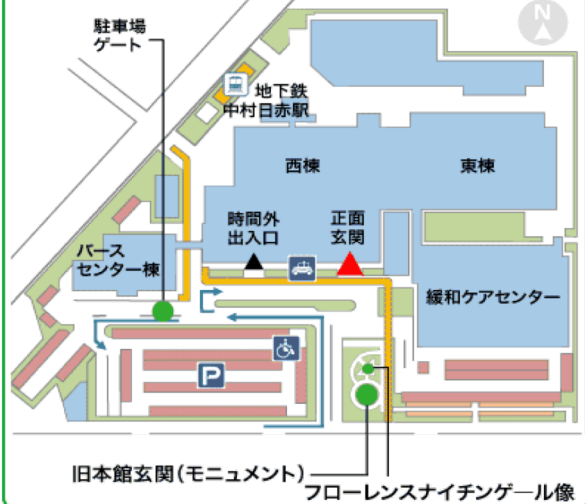 N
駐車場
ゲート
地下鉄
中村日赤駅
西棟
東棟
時間外
出入口
正面
玄関
バース
センター棟
緩和ケアセンター
P
旧本館玄関(モニュメント)
フローレンスナイチンゲール像